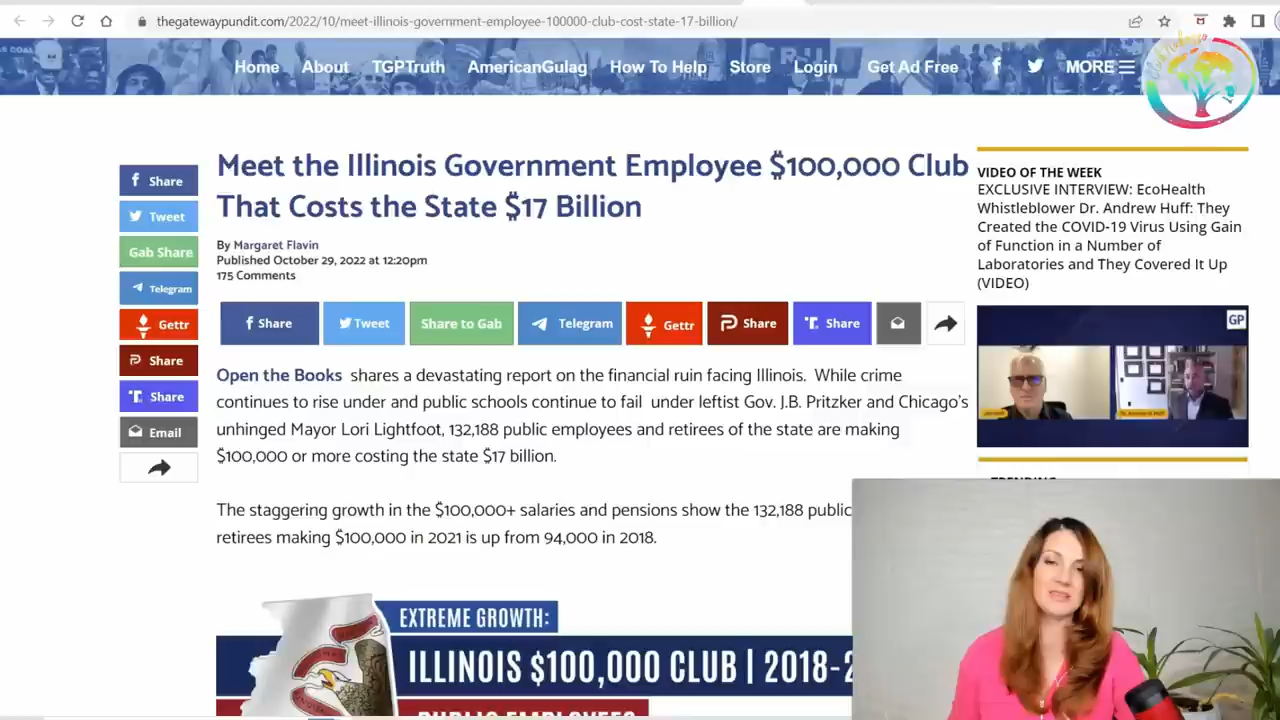 thegatewaypundit.com/2022/10/meet-illinois-government-employee-100000-club-cost-state-17-billion/
Home About TGPTruth AmericanGulag How To Help Store Login Get Ad Free MORE
Meet the Illinois Government Employee $100,000 Club
That Costs the State $17 Billion
By Margaret Flavin
Published October 29, 2022 at 12:20pm
175 Comments
Share
Tweet
Gab Share
Telegram
Gettr
Share
Share
Email
Share Tweet Share to Gab Telegram Gettr Share Share
Open the Books shares a devastating report on the financial ruin facing Illinois. While crime
continues to rise under and public schools continue to fail under leftist Gov. J.B. Pritzker and Chicago's
unhinged Mayor Lori Lightfoot, 132,188 public employees and retirees of the state are making
$100,000 or more costing the state $17 billion.
The staggering growth in the $100,000+ salaries and pensions show the 132,188 public
retirees making $100,000 in 2021 is up from 94,000 in 2018.
EXTREME GROWTH:
ILLINOIS $100,000 CLUB | 2018-2
PUBLIC EMPLOYEES
VIDEO OF THE WEEK
EXCLUSIVE INTERVIEW: EcoHealth
Whistleblower Dr. Andrew Huff: They
Created the COVID-19 Virus Using Gain
of Function in a Number of
Laboratories and They Covered It Up
(VIDEO)
GP
TRENDING